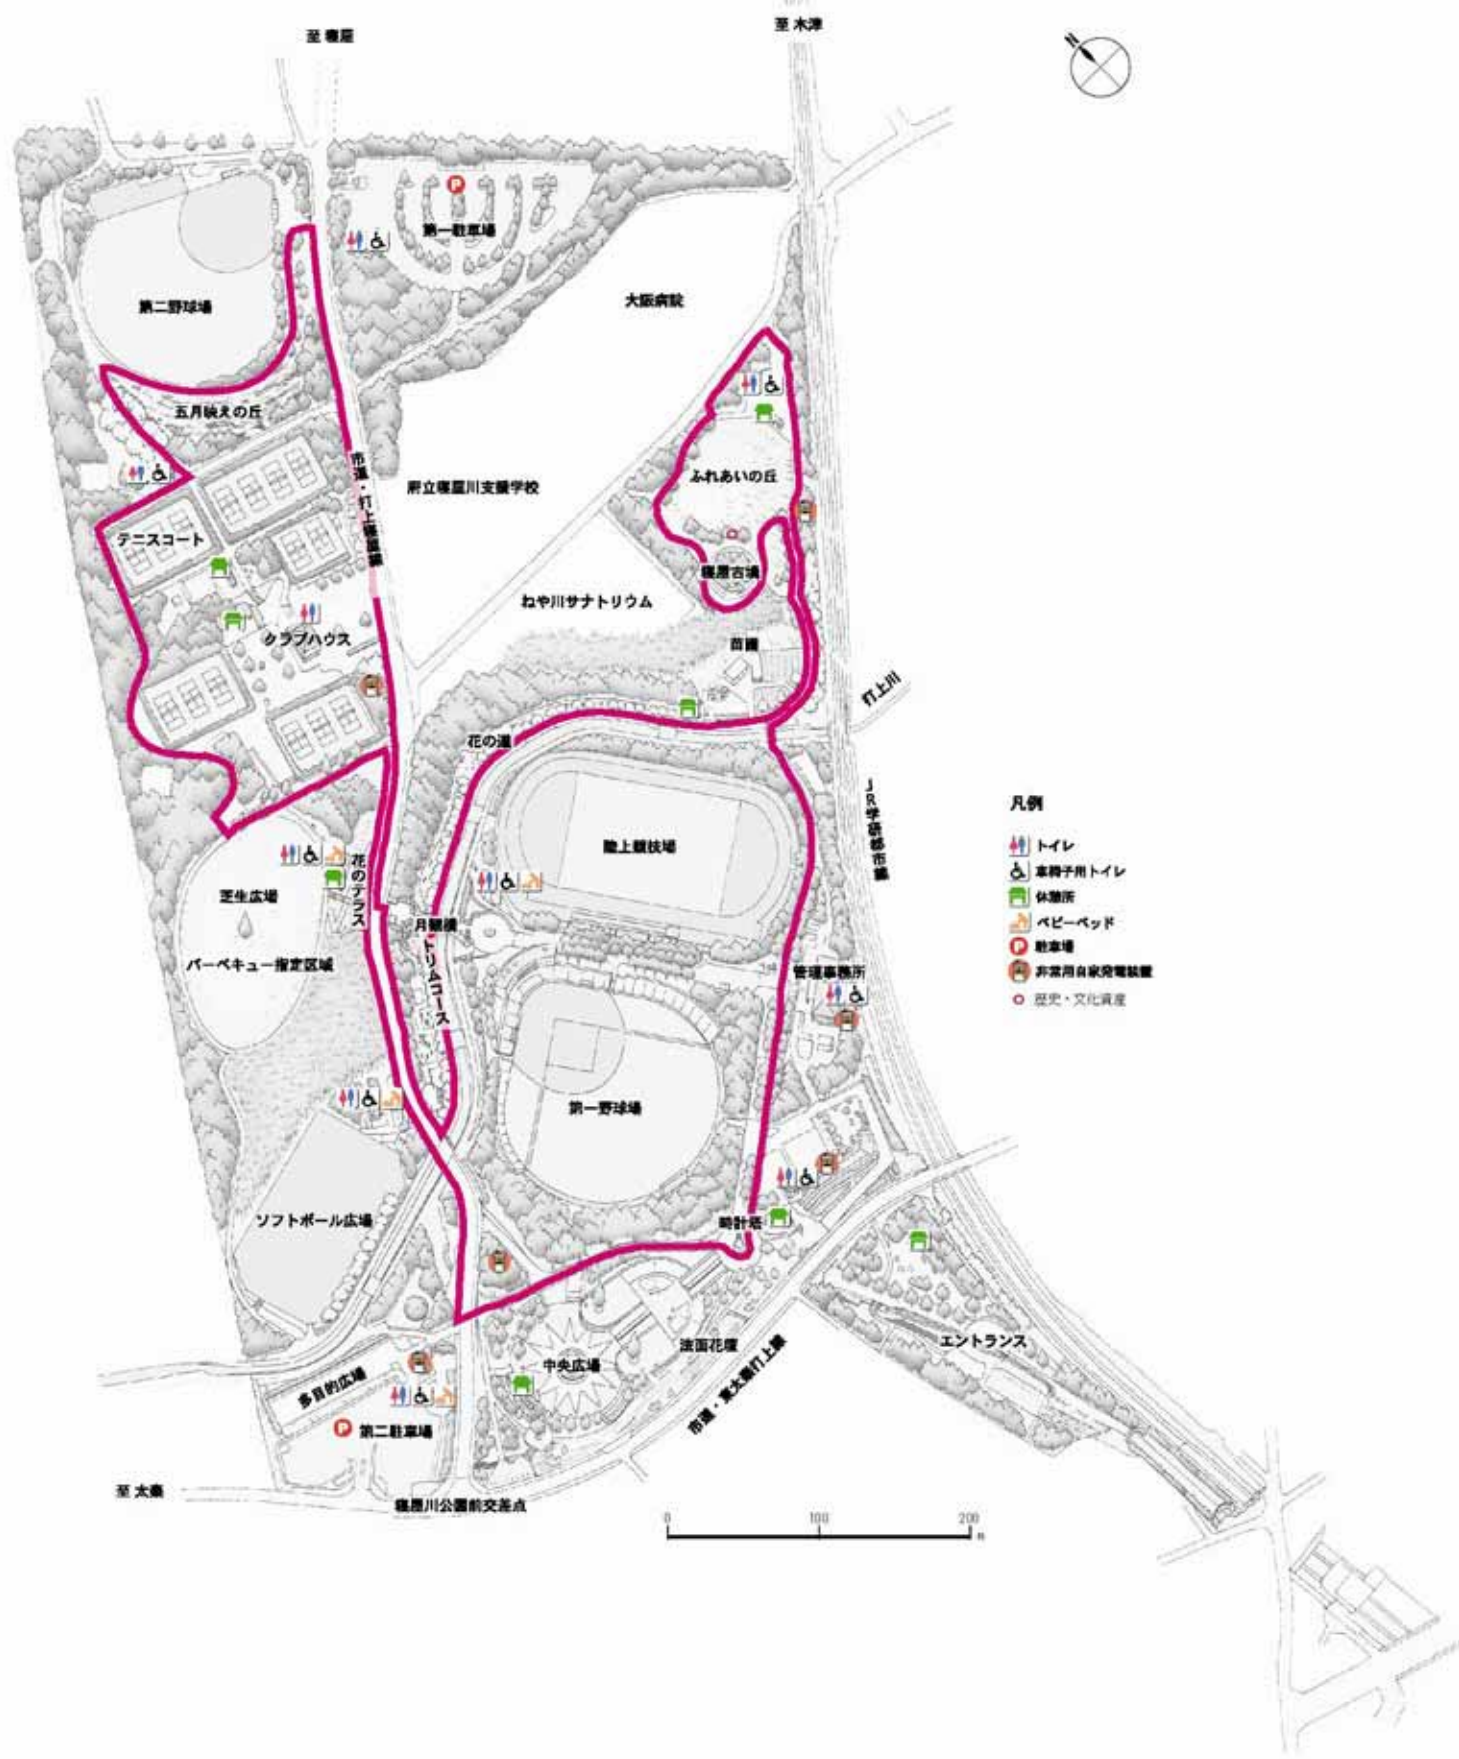 至 寝屋
至 木津
N
第一駐車場
第二野球場
大阪病院
五月映えの丘
ふれあいの丘
市道・打上寝屋線
府立寝屋川支援学校
テニスコート
寝屋古墳
ねや川サナトリウム
クラブハウス
苗圃
打上川
花の道
JR学研都市線
凡例
トイレ
車椅子用トイレ
休憩所
ベビーベッド
駐車場
非常用自家発電装置
歴史・文化資産
陸上競技場
花のテラス
芝生広場
バーベキュー指定区域
トリムコース
管理事務所
第一野球場
ソフトボール広場
時計塔
エントランス
法面花壇
中央広場
市道・東太秦打上線
多目的広場
第二駐車場
至 太秦
寝屋川公園前交差点
0 100 200
m